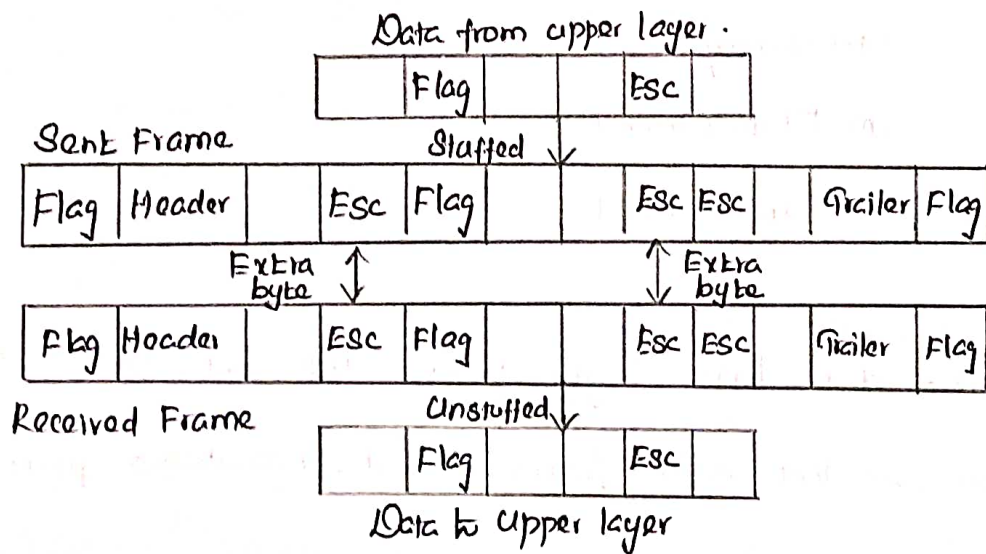 Data from upper layer.
Flag ESC
Sent Frame Stuffed
Flag Header ESC Flag ESC ESC Trailer Flag
Extra byte Extra byte
Flag Header ESC Flag ESC ESC Trailer Flag
Received Frame Unstuffed
Flag ESC
Data to upper layer